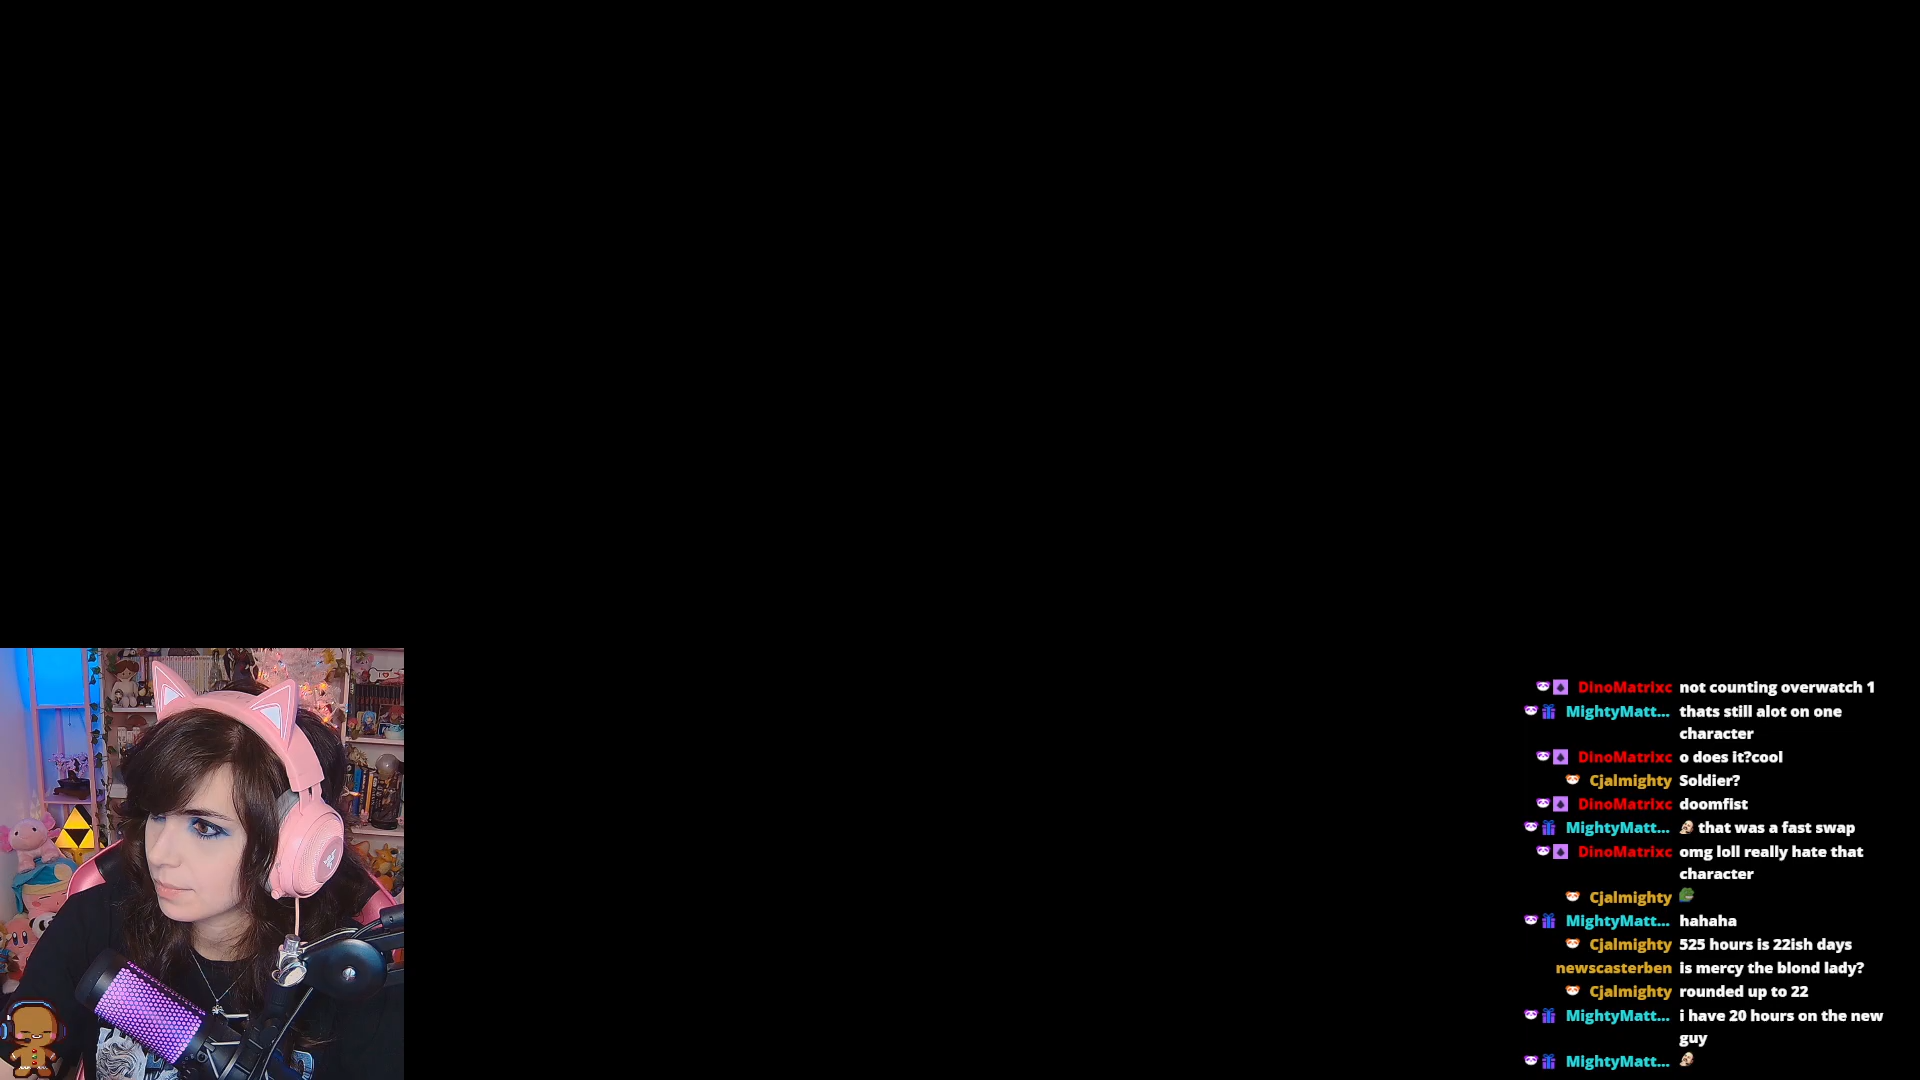 DinoMatrixc not counting overwatch 1
MightyMatt... thats still alot on one
character
DinoMatrixc o does it?cool
Cjalmighty Soldier?
DinoMatrixc doomfist
MightyMatt... that was a fast swap
DinoMatrixc omg loll really hate that
character
Cjalmighty
MightyMatt... hahaha
Cjalmighty 525 hours is 22ish days
newscasterben is mercy the blond lady?
Cjalmighty rounded up to 22
MightyMatt... i have 20 hours on the new
guy
MightyMatt...